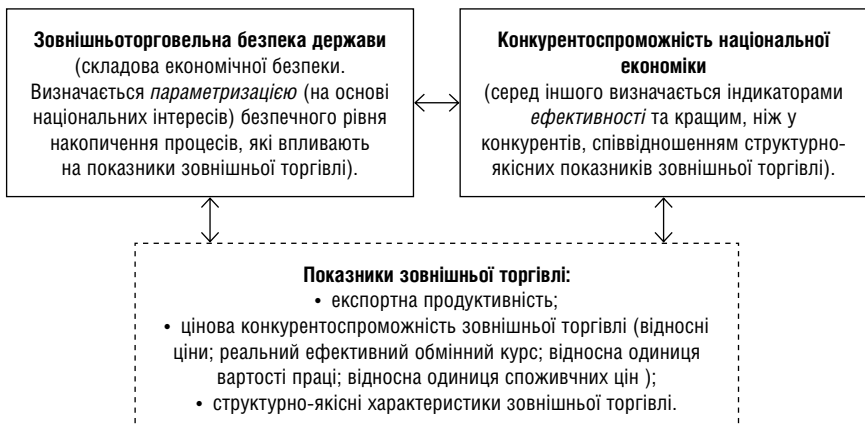 Зовнішньоторговельна безпека держави
(складова економічної безпеки.
Визначається параметризацією (на основі
національних інтересів) безпечного рівня
накопичення процесів, які впливають
на показники зовнішньої торгівлі).
Конкурентоспроможність національної
економіки
(серед іншого визначається індикаторами
ефективності та кращим, ніж у
конкурентів, співвідношенням структурно-
якісних показників зовнішньої торгівлі).
Показники зовнішньої торгівлі:
• експортна продуктивність;
• цінова конкурентоспроможність зовнішньої торгівлі (відносні
ціни; реальний ефективний обмінний курс; відносна одиниця
вартості праці; відносна одиниця споживчних цін );
• структурно-якісні характеристики зовнішньої торгівлі.